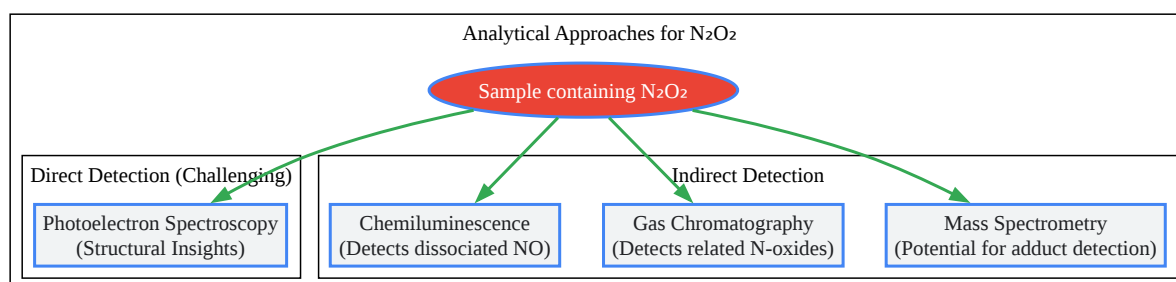 Analytical Approaches for N₂O₂
Sample containing N₂O₂
Direct Detection (Challenging)
Photoelectron Spectroscopy
(Structural Insights)
Indirect Detection
Chemiluminescence
(Detects dissociated NO)
Gas Chromatography
(Detects related N-oxides)
Mass Spectrometry
(Potential for adduct detection)